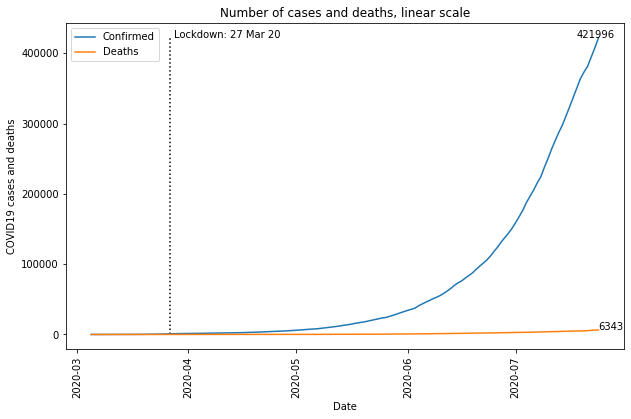 Number of cases and deaths, linear scale
Confirmed
Deaths
Lockdown: 27 Mar 20
421996
400000
300000
200000
100000
0
COVID19 cases and deaths
6343
2020-03
2020-04
2020-05
2020-06
2020-07
Date